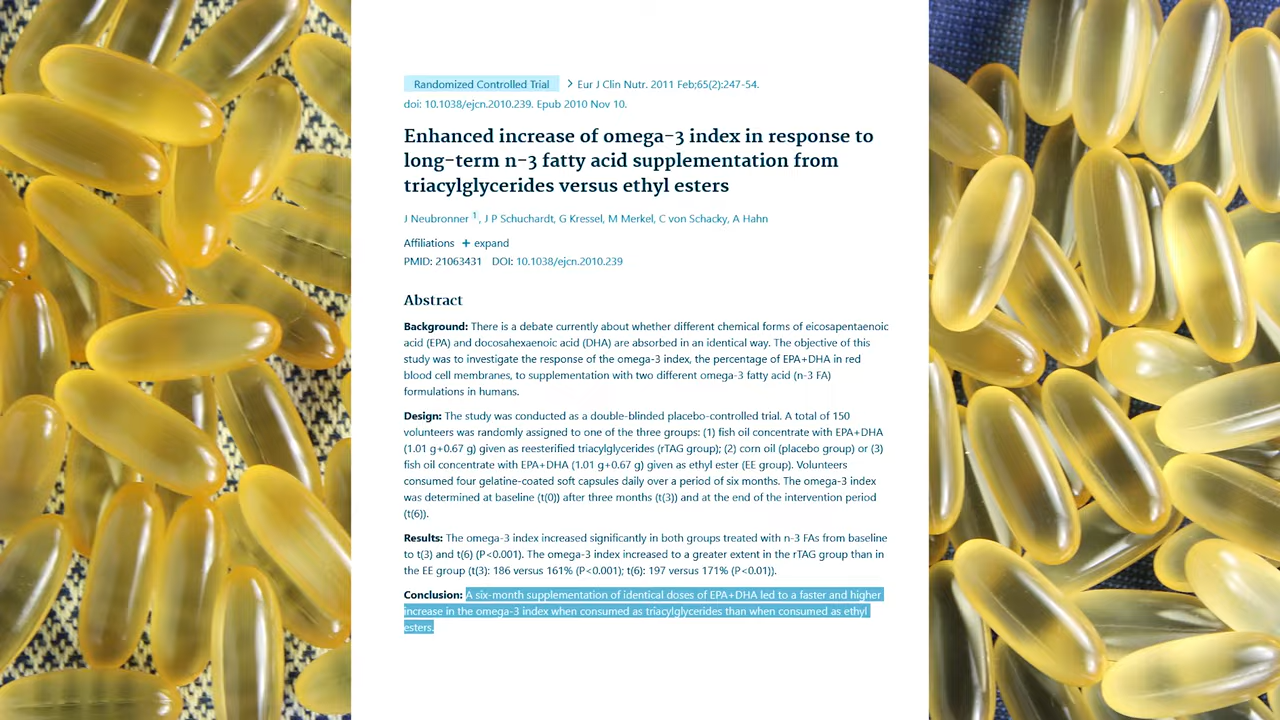 Randomized Controlled Trial > Eur J Clin Nutr. 2011 Feb;65(2):247-54.
doi: 10.1038/ejcn.2010.239. Epub 2010 Nov 10.
Enhanced increase of omega-3 index in response to
long-term n-3 fatty acid supplementation from
triacylglycerides versus ethyl esters
J Neubronner 1, J P Schuchardt, G Kressel, M Merkel, C von Schacky, A Hahn
Affiliations + expand
PMID: 21063431 DOI: 10.1038/ejcn.2010.239
Abstract
Background: There is a debate currently about whether different chemical forms of eicosapentaenoic
acid (EPA) and docosahexaenoic acid (DHA) are absorbed in an identical way. The objective of this
study was to investigate the response of the omega-3 index, the percentage of EPA+DHA in red
blood cell membranes, to supplementation with two different omega-3 fatty acid (n-3 FA)
formulations in humans.
Design: The study was conducted as a double-blinded placebo-controlled trial. A total of 150
volunteers was randomly assigned to one of the three groups: (1) fish oil concentrate with EPA+DHA
(1.01 g+0.67 g) given as reesterified triacylglycerides (rTAG group); (2) corn oil (placebo group) or (3)
fish oil concentrate with EPA+DHA (1.01 g+0.67 g) given as ethyl ester (EE group). Volunteers
consumed four gelatine-coated soft capsules daily over a period of six months. The omega-3 index
was determined at baseline (t(0)) after three months (t(3)) and at the end of the intervention period
(t(6)).
Results: The omega-3 index increased significantly in both groups treated with n-3 FAs from baseline
to t(3) and t(6) (P<0.001). The omega-3 index increased to a greater extent in the rTAG group than in
the EE group (t(3): 186 versus 161% (P<0.001); t(6): 197 versus 171% (P<0.01)).
Conclusion: A six-month supplementation of identical doses of EPA+DHA led to a faster and higher
increase in the omega-3 index when consumed as triacylglycerides than when consumed as ethyl
esters.